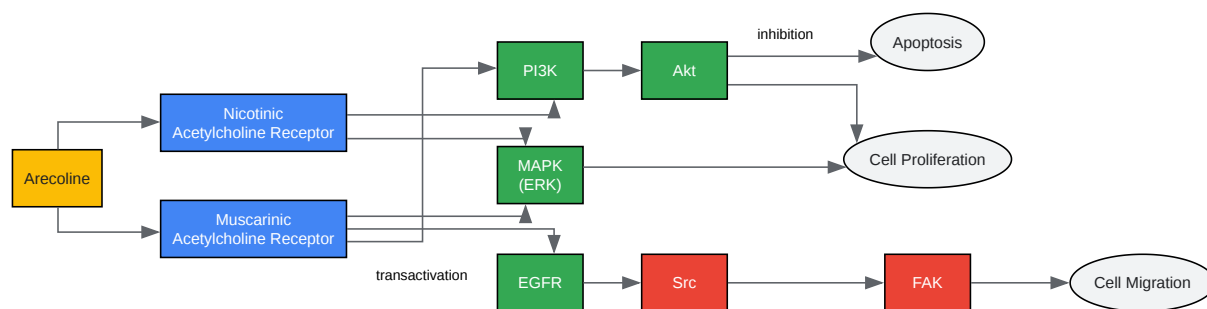 inhibition
Apoptosis
PI3K
Akt
Nicotinic
Acetylcholine Receptor
Cell Proliferation
MAPK
(ERK)
Arecoline
Muscarinic
Acetylcholine Receptor
transactivation
EGFR
Src
FAK
Cell Migration